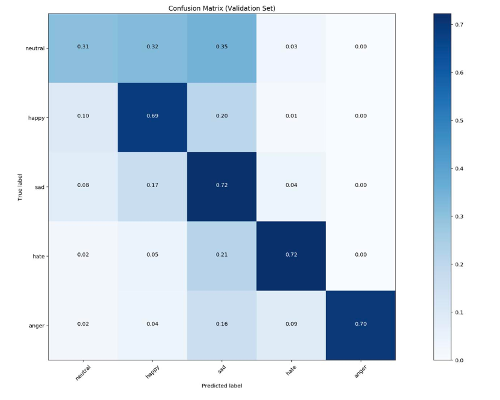 Confusion Matrix (Validation Set)
neutral 0.31 0.32 0.35 0.03 0.00
happy 0.10 0.69 0.20 0.01 0.00
sad 0.08 0.17 0.72 0.04 0.00
hate 0.02 0.05 0.21 0.72 0.00
anger 0.02 0.04 0.16 0.09 0.70
neutral happy sad hate anger
True label
Predicted label
0.7
0.6
0.5
0.4
0.3
0.2
0.1
0.0